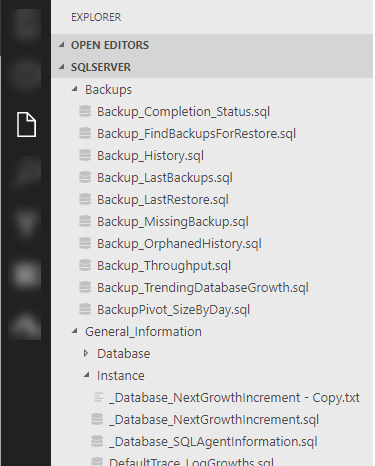 EXPLORER
OPEN EDITORS
SQLSERVER
Backups
Backup_Completion_Status.sql
Backup_FindBackupsForRestore.sql
Backup_History.sql
Backup_LastBackups.sql
Backup_LastRestore.sql
Backup_MissingBackup.sql
Backup_OrphanedHistory.sql
Backup_Throughput.sql
Backup_TrendingDatabaseGrowth.sql
BackupPivot_SizeByDay.sql
General_Information
Database
Instance
_Database_NextGrowthIncrement - Copy.txt
_Database_NextGrowthIncrement.sql
_Database_SQLAgentInformation.sql
DefaultTrace_LogGrowths.sql